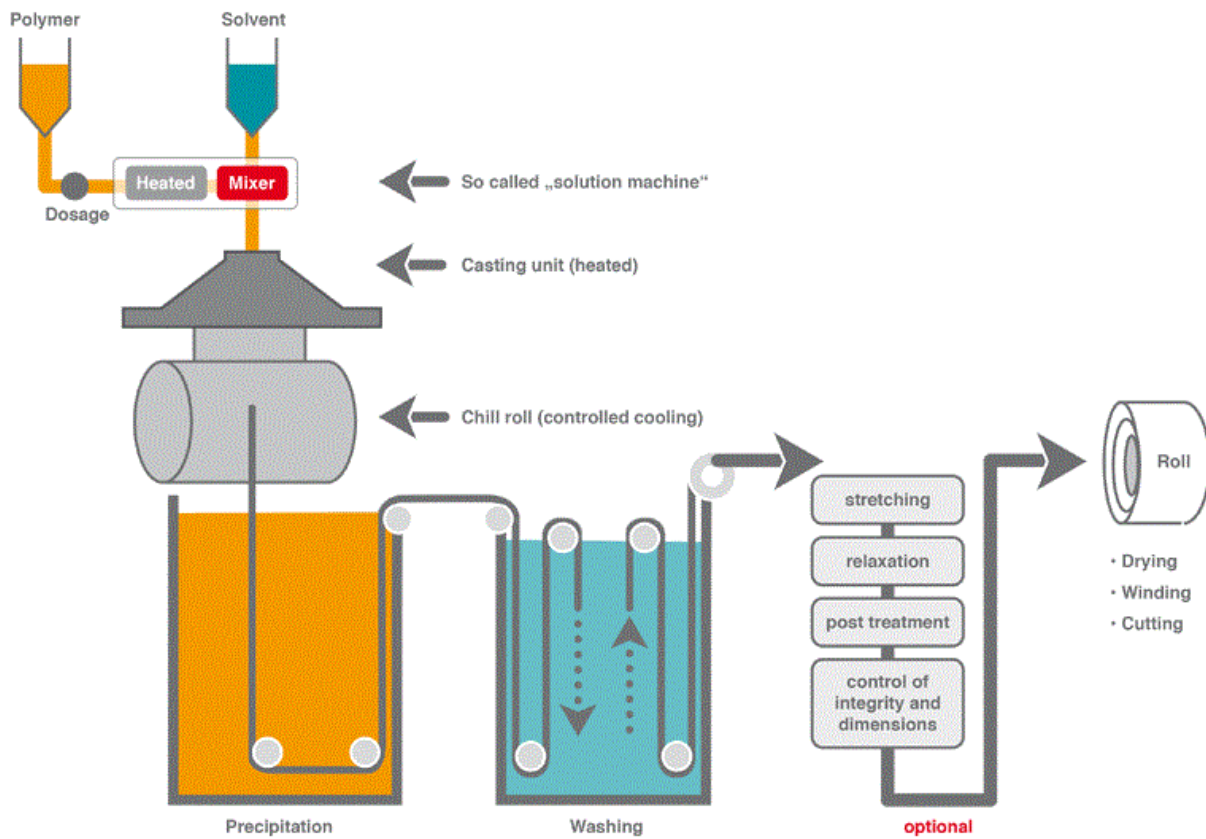 Polymer
Solvent
Heated
Mixer
Dosage
So called „solution machine“
Casting unit (heated)
Chill roll (controlled cooling)
Roll
stretching
relaxation
post treatment
control of
integrity and
dimensions
· Drying
· Winding
· Cutting
Precipitation
Washing
optional